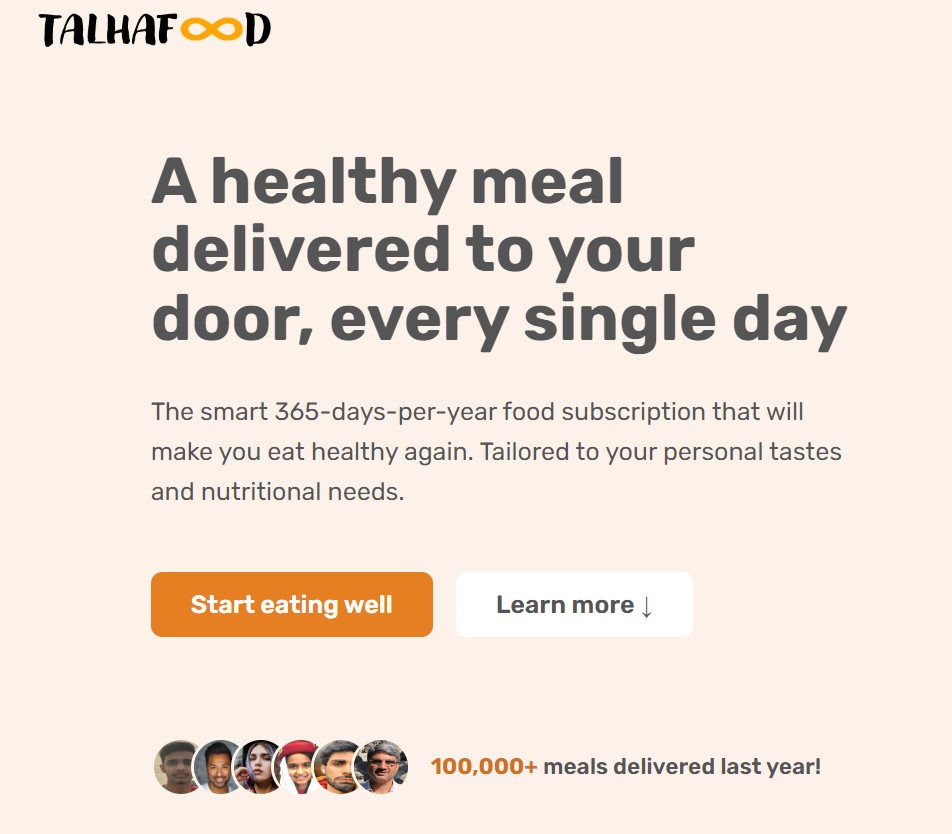 TALHAFOOD
A healthy meal
delivered to your
door, every single day
The smart 365-days-per-year food subscription that will
make you eat healthy again. Tailored to your personal tastes
and nutritional needs.
Start eating well
Learn more ↓
100,000+ meals delivered last year!